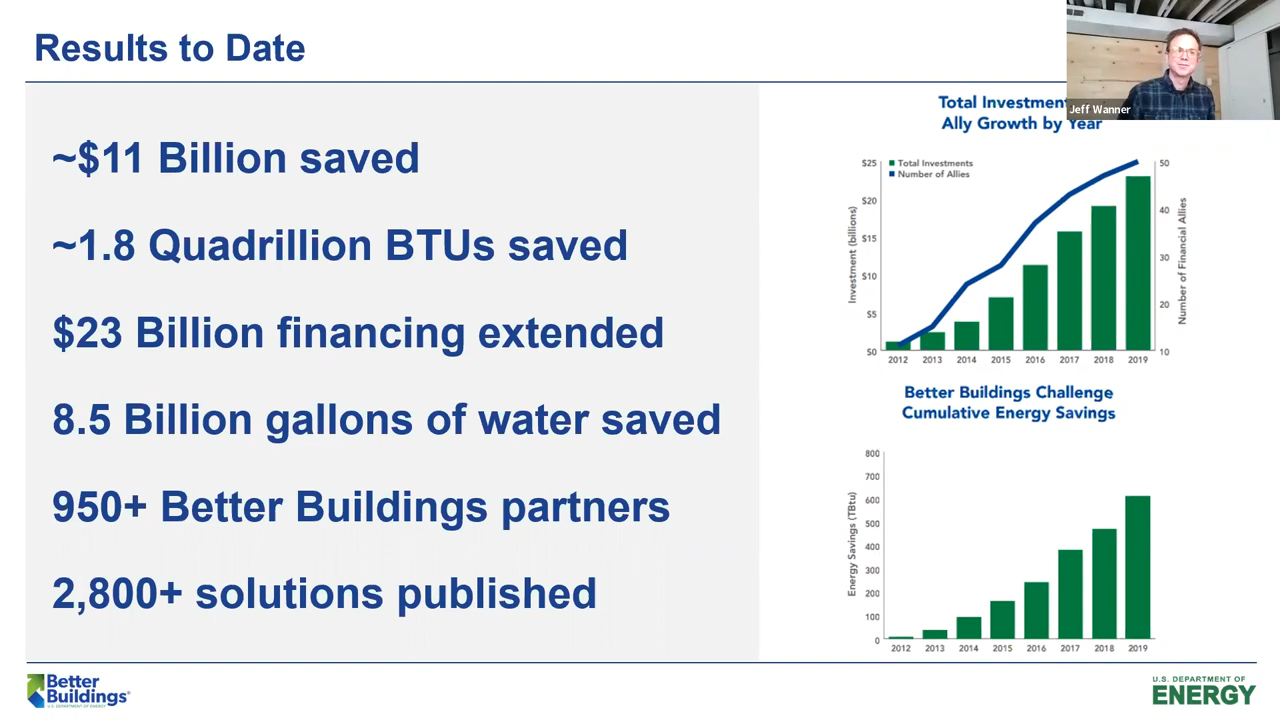 Results to Date
~$11 Billion saved
~1.8 Quadrillion BTUs saved
$23 Billion financing extended
8.5 Billion gallons of water saved
950+ Better Buildings partners
2,800+ solutions published
Jeff Wanner
Total Investment
Ally Growth by Year
Total Investments
Number of Allies
Investment (billions)
$25
$20
$15
$10
$5
$0
50
40
30
20
10
Number of Financial Allies
2012 2013 2014 2015 2016 2017 2018 2019
Better Buildings Challenge
Cumulative Energy Savings
Energy Savings (TBtu)
800
700
600
500
400
300
200
100
0
2012 2013 2014 2015 2016 2017 2018 2019
Better
Buildings®
U.S. DEPARTMENT OF ENERGY
U.S. DEPARTMENT OF
ENERGY